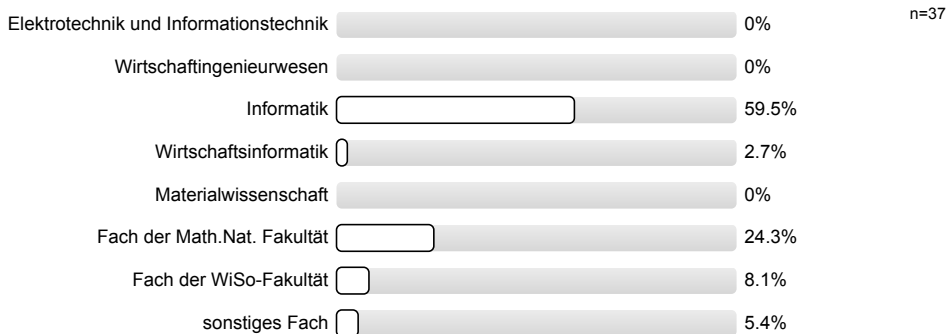 Elektrotechnik und Informationstechnik 0% n=37
Wirtschaftingenieurwesen 0%
Informatik 59.5%
Wirtschaftsinformatik 2.7%
Materialwissenschaft 0%
Fach der Math.Nat. Fakultät 24.3%
Fach der WiSo-Fakultät 8.1%
sonstiges Fach 5.4%